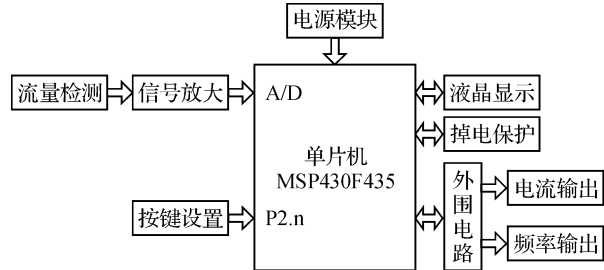 电源模块
流量检测
信号放大
A/D
液晶显示
掉电保护
单片机
MSP430F435
按键设置
P2.n
外围电路
电流输出
频率输出